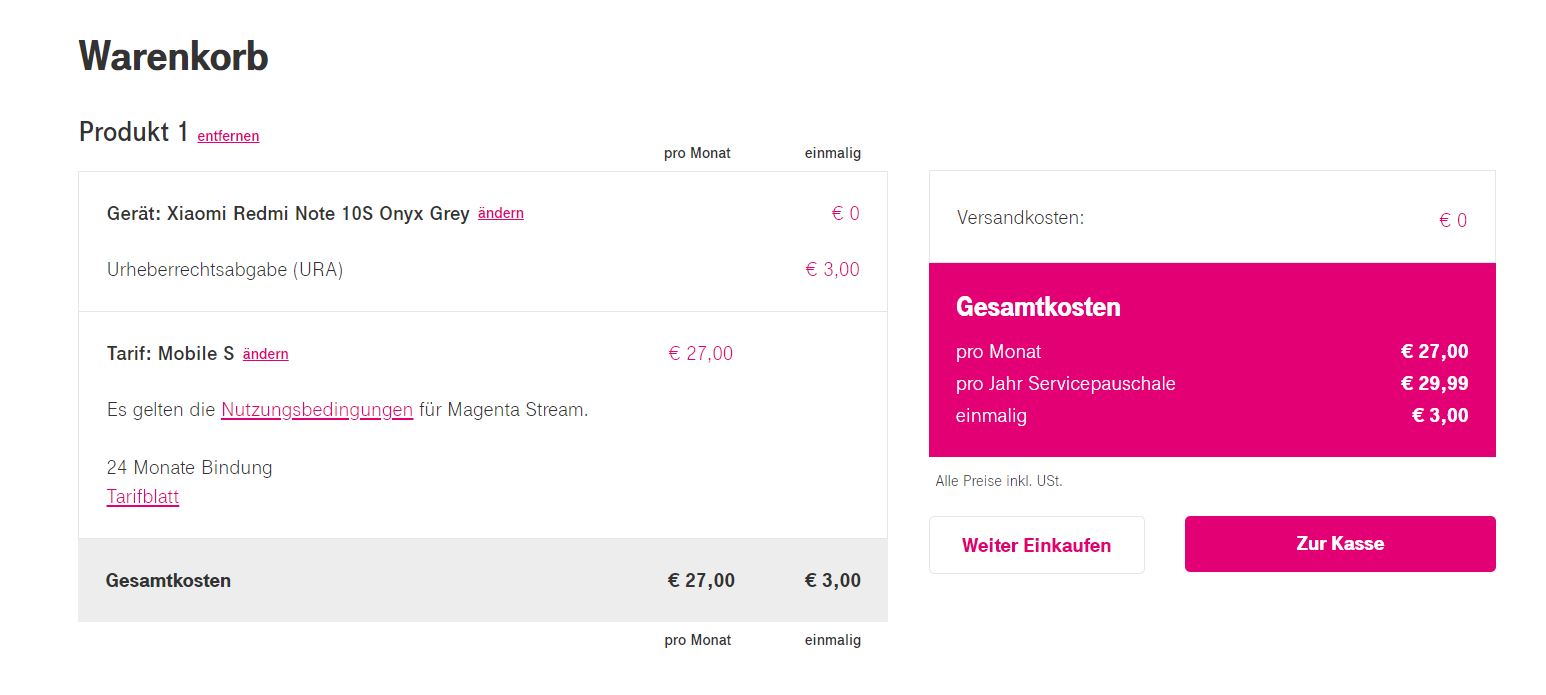 Warenkorb
Produkt 1 entfernen
pro Monat einmalig
Gerät: Xiaomi Redmi Note 10S Onyx Grey ändern € 0
Urheberrechtsabgabe (URA) € 3,00
Tarif: Mobile S ändern € 27,00
Es gelten die Nutzungsbedingungen für Magenta Stream.
24 Monate Bindung
Tarifblatt
Gesamtkosten € 27,00 € 3,00
pro Monat einmalig
Versandkosten: € 0
Gesamtkosten
pro Monat € 27,00
pro Jahr Servicepauschale € 29,99
einmalig € 3,00
Alle Preise inkl. USt.
Weiter Einkaufen Zur Kasse